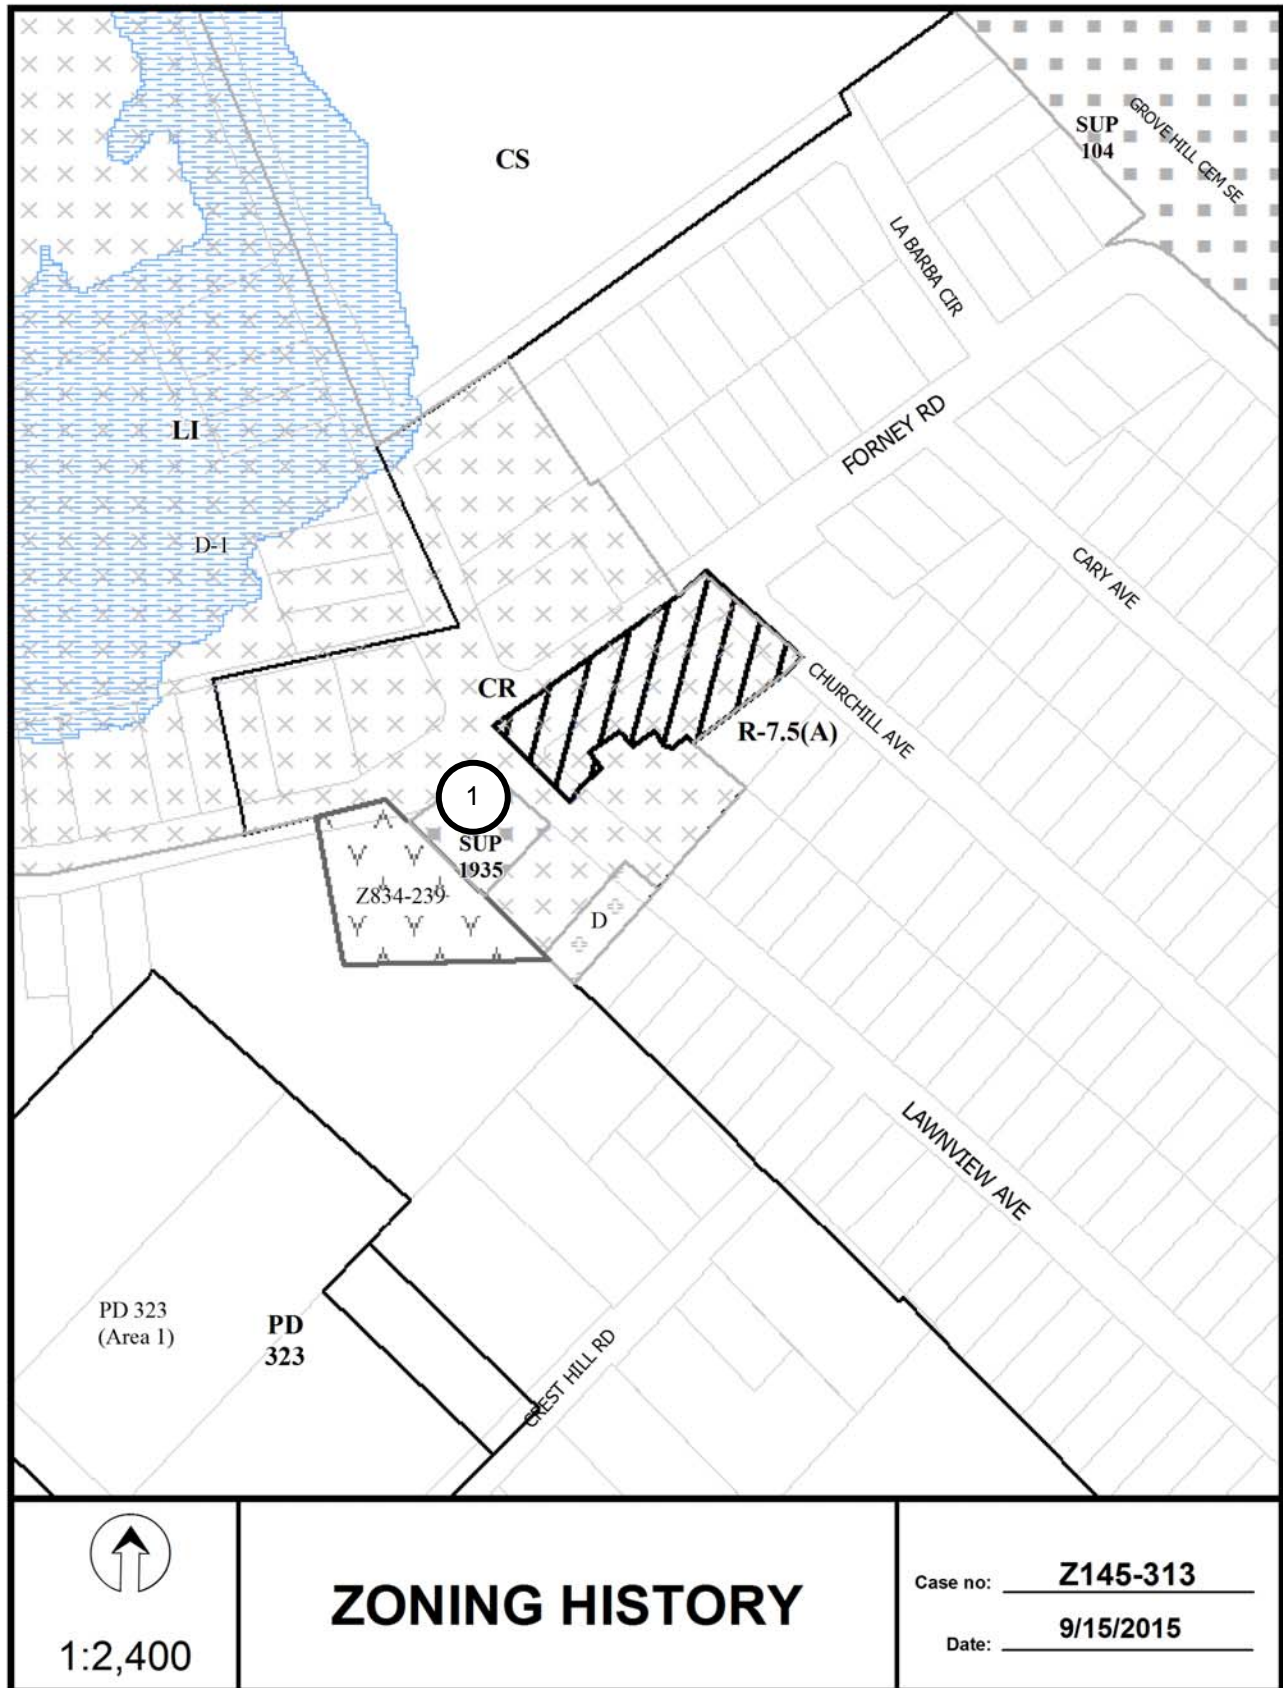 CS
SUP
104
GROVE HILL CEM SE
LA BARBA CIR
LI
FORNEY RD
D-1
CARY AVE
CR
CHURCHILL AVE
R-7.5(A)
1
SUP
1935
Z834-239
D
LAWNVIEW AVE
PD 323
(Area 1)
PD
323
CREST HILL RD
1:2,400
ZONING HISTORY
Case no: Z145-313
Date: 9/15/2015